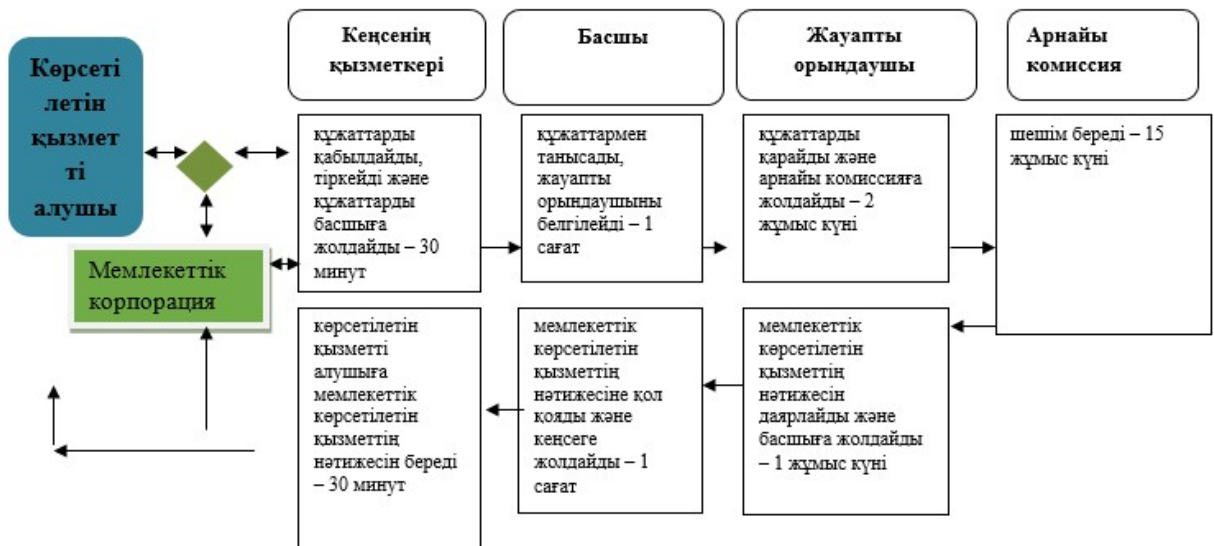 Көрсеті
летін
қызмет
ті
алушы
Мемлекеттік
корпорация
Кеңсенің
қызметкері
Басшы
Жауапты
орындаушы
Арнайы
комиссия
құжаттарды
қабылдайды,
тіркейді және
құжаттарды
басшыға
жолдайды – 30
минут
құжаттармен
танысады,
жауапты
орындаушыны
белгілейді – 1
сағат
құжаттарды
қарайды және
арнайы комиссияға
жолдайды – 2
жұмыс күні
шешім береді – 15
жұмыс күні
көрсетілетін
қызметті
алушыға
мемлекеттік
көрсетілетін
қызметтің
нәтижесін береді
– 30 минут
мемлекеттік
көрсетілетін
қызметтің
нәтижесіне қол
қояды және
кеңсеге
жолдайды – 1
сағат
мемлекеттік
көрсетілетін
қызметтің
нәтижесін
даярлайды және
басшыға жолдайды
– 1 жұмыс күні